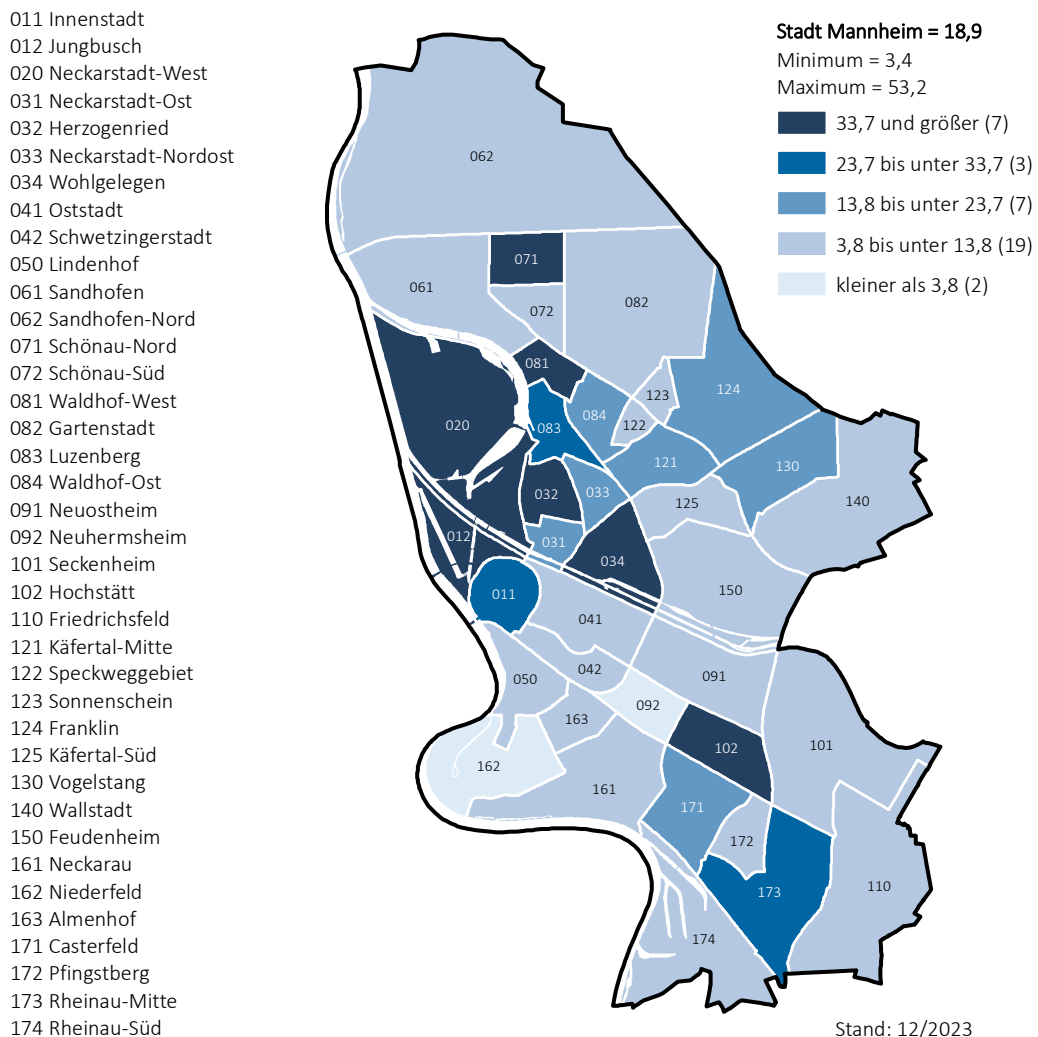 011 Innenstadt
012 Jungbusch
020 Neckarstadt-West
031 Neckarstadt-Ost
032 Herzogenried
033 Neckarstadt-Nordost
034 Wohlgelegen
041 Oststadt
042 Schwetzingerstadt
050 Lindenhof
061 Sandhofen
062 Sandhofen-Nord
071 Schönau-Nord
072 Schönau-Süd
081 Waldhof-West
082 Gartenstadt
083 Luzenberg
084 Waldhof-Ost
091 Neuostheim
092 Neuhermsheim
101 Seckenheim
102 Hochstätt
110 Friedrichsfeld
121 Käfertal-Mitte
122 Speckweggebiet
123 Sonnenschein
124 Franklin
125 Käfertal-Süd
130 Vogelstang
140 Wallstadt
150 Feudenheim
161 Neckarau
162 Niederfeld
163 Almenhof
171 Casterfeld
172 Pfingstberg
173 Rheinau-Mitte
174 Rheinau-Süd
Stadt Mannheim = 18,9
Minimum = 3,4
Maximum = 53,2
33,7 und größer (7)
23,7 bis unter 33,7 (3)
13,8 bis unter 23,7 (7)
3,8 bis unter 13,8 (19)
kleiner als 3,8 (2)
062
071
061
072
082
081
124
123
084
020
122
083
121
130
032
033
125
140
012
031
034
150
011
041
042
050
091
092
163
102
101
162
161
171
172
110
173
174
Stand: 12/2023